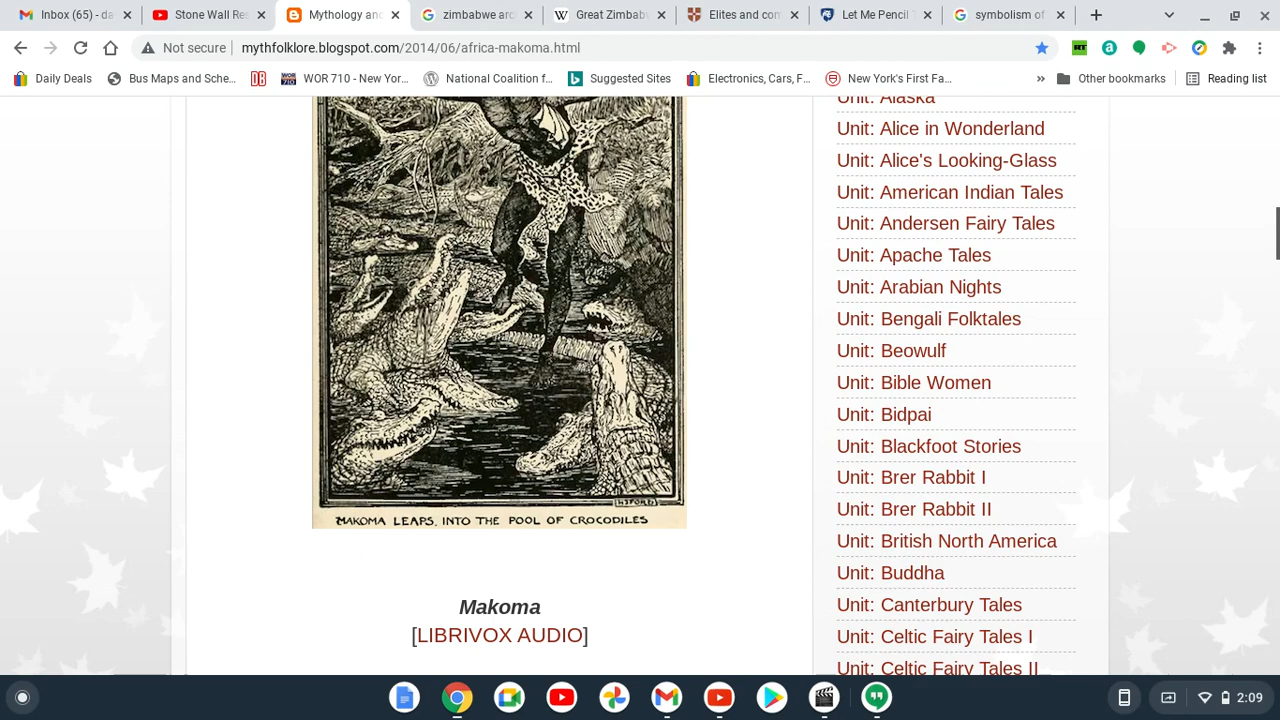 Inbox (65) - da
Stone Wall Res
Mythology and
zimbabwe arc
Great Zimbab
Elites and com
Let Me Pencil T
symbolism of
Not secure
mythfolklore.blogspot.com/2014/06/africa-makoma.html
RT
Daily Deals
Bus Maps and Sche...
WOR 710 - New Yor...
National Coalition f...
Suggested Sites
Electronics, Cars, F...
New York's First Fa...
»
Other bookmarks
Reading list
MAKOMA LEAPS, INTO THE POOL OF CROCODILES
Makoma
[LIBRIVOX AUDIO]
Unit: Alaska
Unit: Alice in Wonderland
Unit: Alice's Looking-Glass
Unit: American Indian Tales
Unit: Andersen Fairy Tales
Unit: Apache Tales
Unit: Arabian Nights
Unit: Bengali Folktales
Unit: Beowulf
Unit: Bible Women
Unit: Bidpai
Unit: Blackfoot Stories
Unit: Brer Rabbit I
Unit: Brer Rabbit II
Unit: British North America
Unit: Buddha
Unit: Canterbury Tales
Unit: Celtic Fairy Tales I
Unit: Celtic Fairy Tales II
2:09